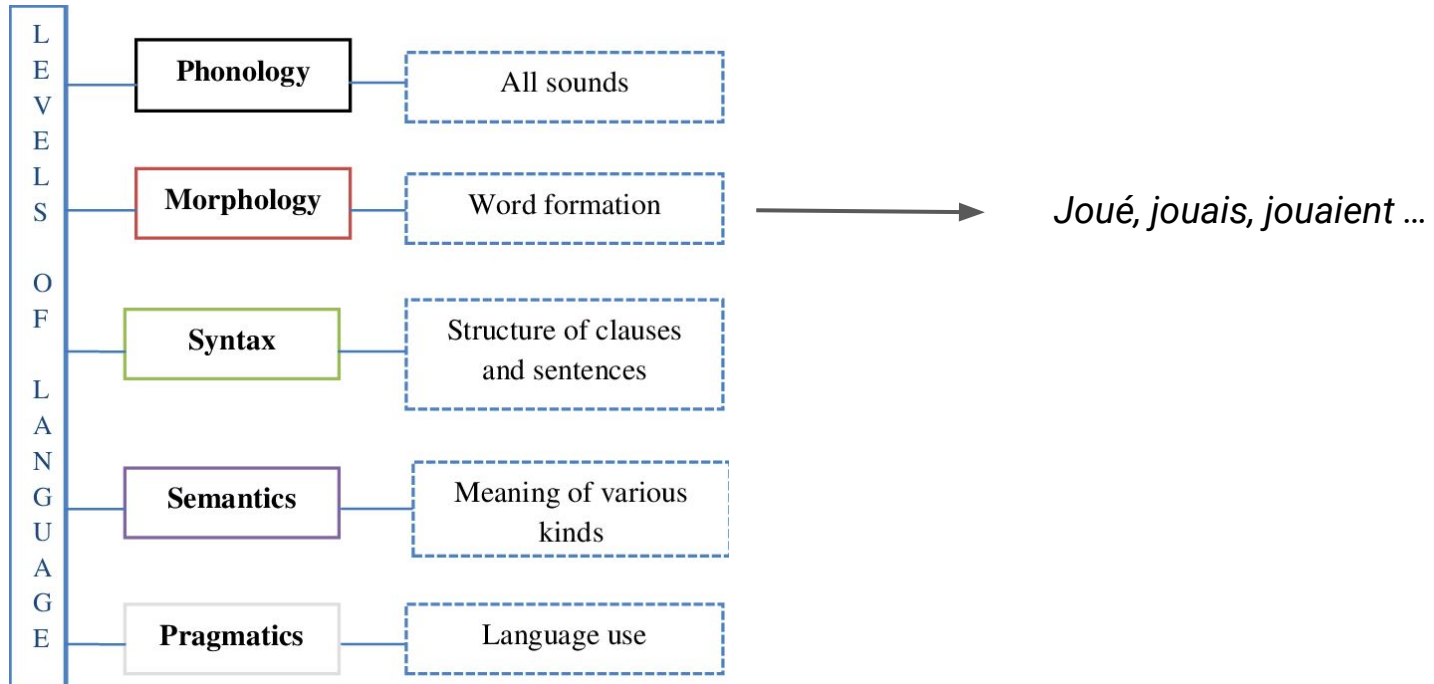 LEVELS OF LANGUAGE
Phonology
All sounds
Morphology
Word formation
Joué, jouais, jouaient ...
Syntax
Structure of clauses
and sentences
Semantics
Meaning of various
kinds
Pragmatics
Language use